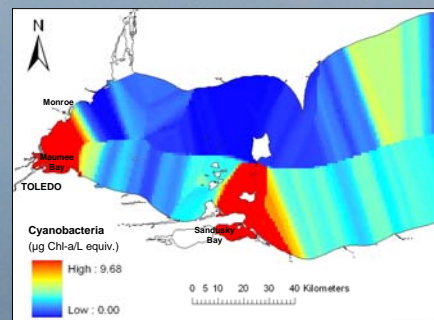 N
Monroe
Maumee
Bay
TOLEDO
Cyanobacteria
(µg Chl-a/L equiv.)
High : 9.68
Low : 0.00
Sandusky
Bay
0 5 10 20 30 40 Kilometers